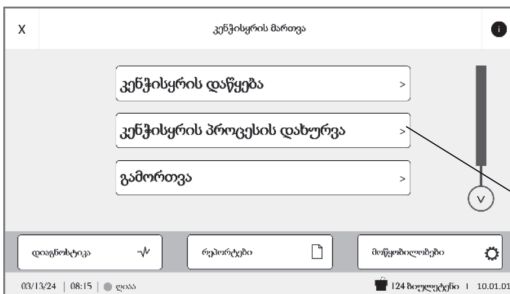 X კენჭისყრის მართვა i
კენჭისყრის დაწყება >
კენჭისყრის პროცესის დახურვა >
გამორთვა >
დიაგნოსტიკა რეპორტები მოწყობილობები
03/13/24 | 08:15 | ღიაა 124 ბიულეტენი | 10.01.01